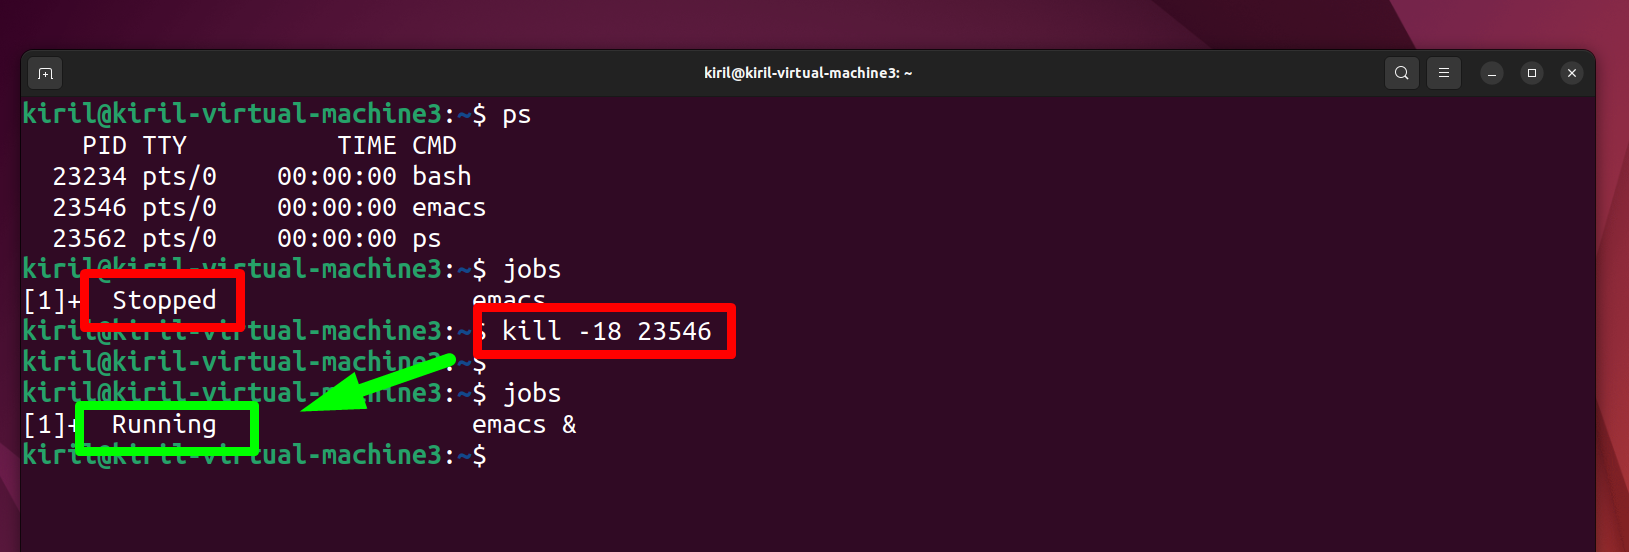 kiril@kiril-virtual-machine3: ~
kiril@kiril-virtual-machine3:~$ ps
PID TTY TIME CMD
23234 pts/0 00:00:00 bash
23546 pts/0 00:00:00 emacs
23562 pts/0 00:00:00 ps
kiril@kiril-virtual-machine3:~$ jobs
[1]+ Stopped emacs
kiril@kiril-virtual-machine3:~$ kill -18 23546
kiril@kiril-virtual-machine3:~$
kiril@kiril-virtual-machine3:~$ jobs
[1]+ Running emacs &
kiril@kiril-virtual-machine3:~$